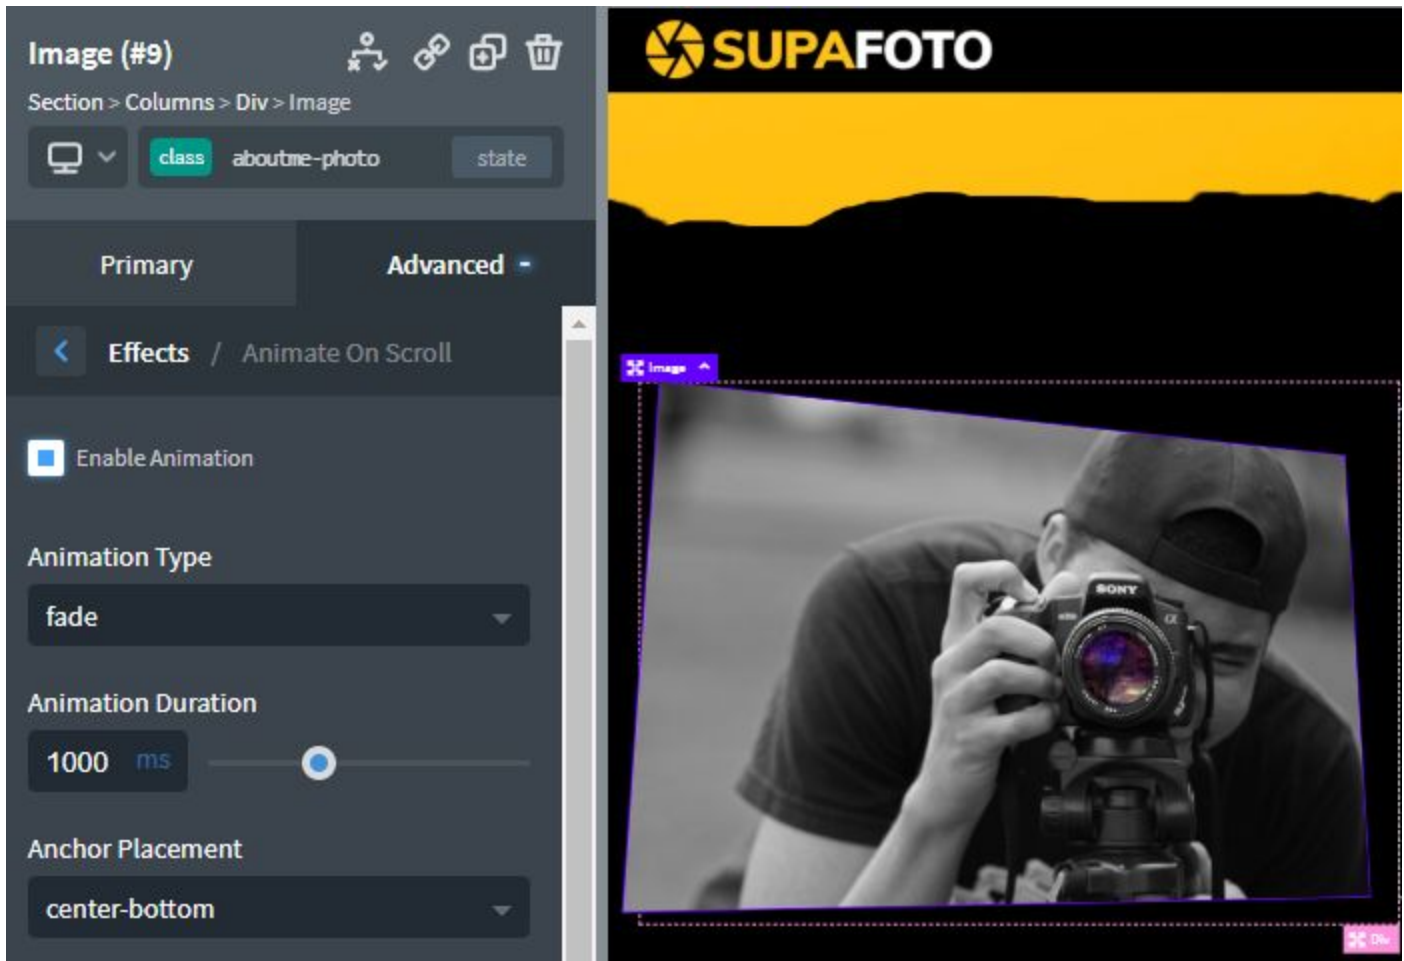 Image (#9)
Section > Columns > Div > Image
class aboutme-photo state
Primary
Advanced -
Effects / Animate On Scroll
Enable Animation
Animation Type
fade
Animation Duration
1000 ms
Anchor Placement
center-bottom
SUPAFOTO
Image
SONY
α
Div